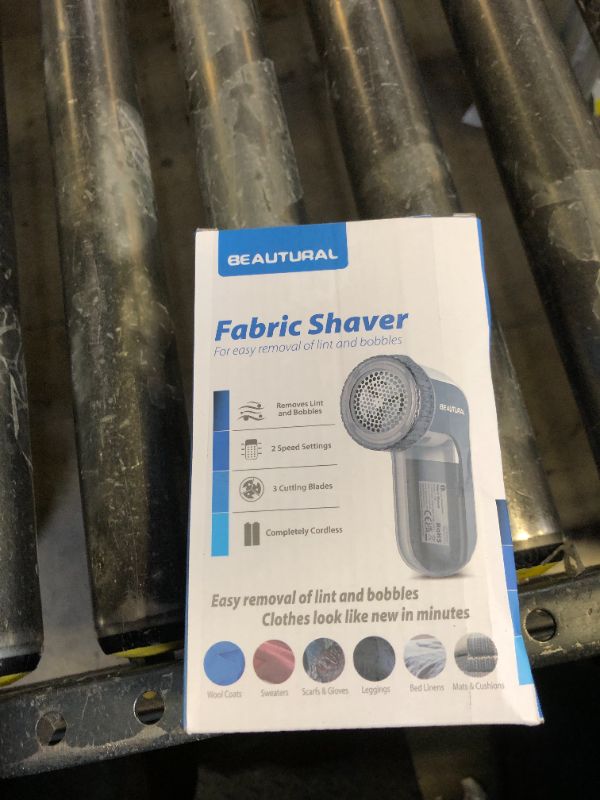 BEAUTURAL
Fabric Shaver
For easy removal of lint and bobbles
Removes Lint
and Bobbles
2 Speed Settings
3 Cutting Blades
Completely Cordless
BEAUTURAL
RoHS
Easy removal of lint and bobbles
Clothes look like new in minutes
Wool Coats
Sweaters
Scarfs & Gloves
Leggings
Bed Linens
Mats & Cushions